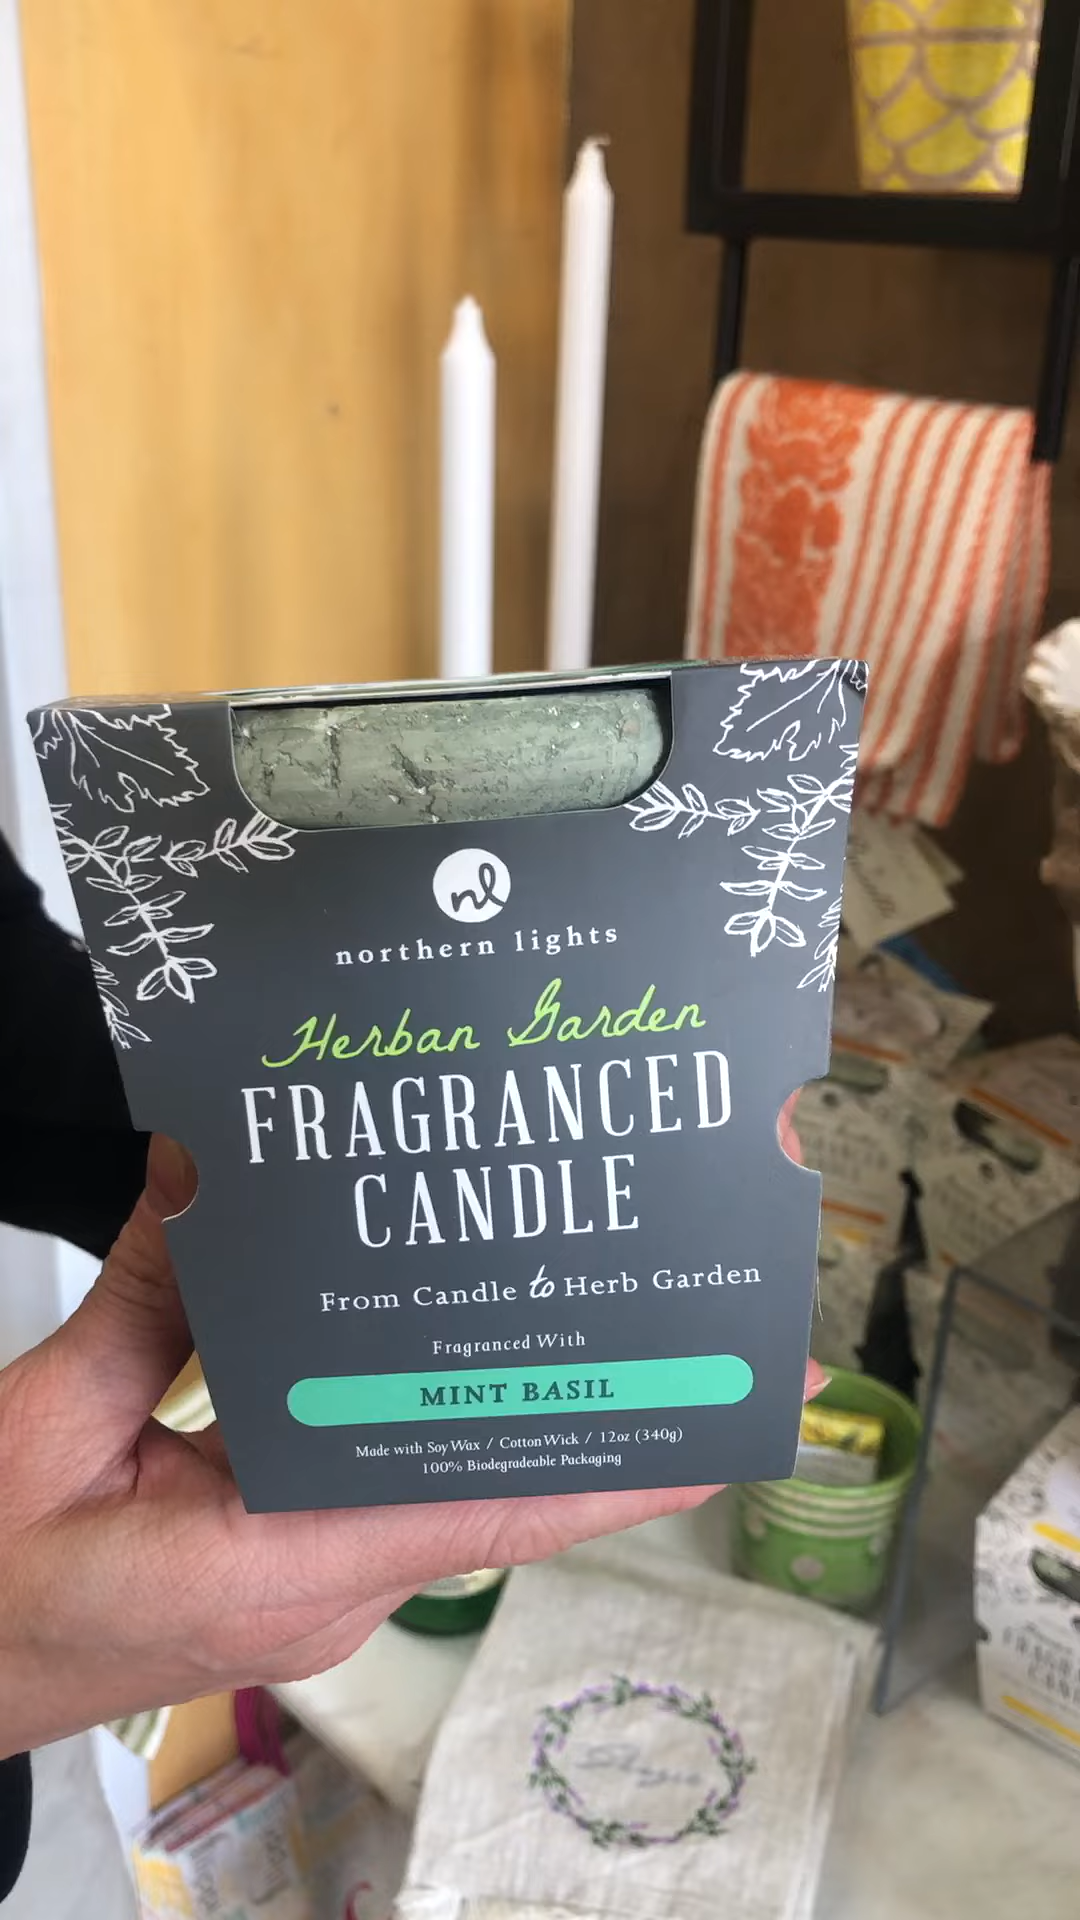 nl
northern lights
Herban Garden
FRAGRANCED
CANDLE
From Candle to Herb Garden
Fragranced With
MINT BASIL
Made with Soy Wax / Cotton Wick / 12oz (340g)
100% Biodegradeable Packaging